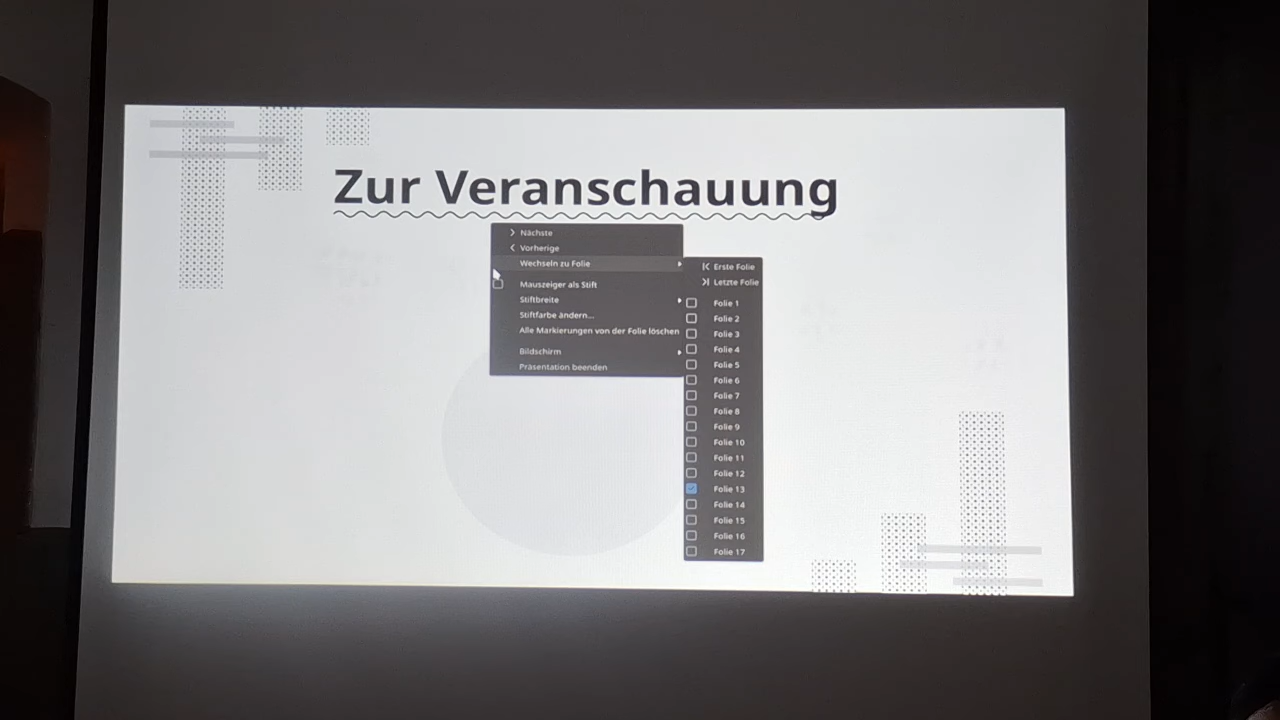 Zur Veranschauung
Nächste
Vorherige
Wechseln zu Folie
Mauszeiger als Stift
Stiftbreite
Stiftfarbe ändern...
Alle Markierungen von der Folie löschen
Bildschirm
Präsentation beenden
Erste Folie
Letzte Folie
Folie 1
Folie 2
Folie 3
Folie 4
Folie 5
Folie 6
Folie 7
Folie 8
Folie 9
Folie 10
Folie 11
Folie 12
Folie 13
Folie 14
Folie 15
Folie 16
Folie 17